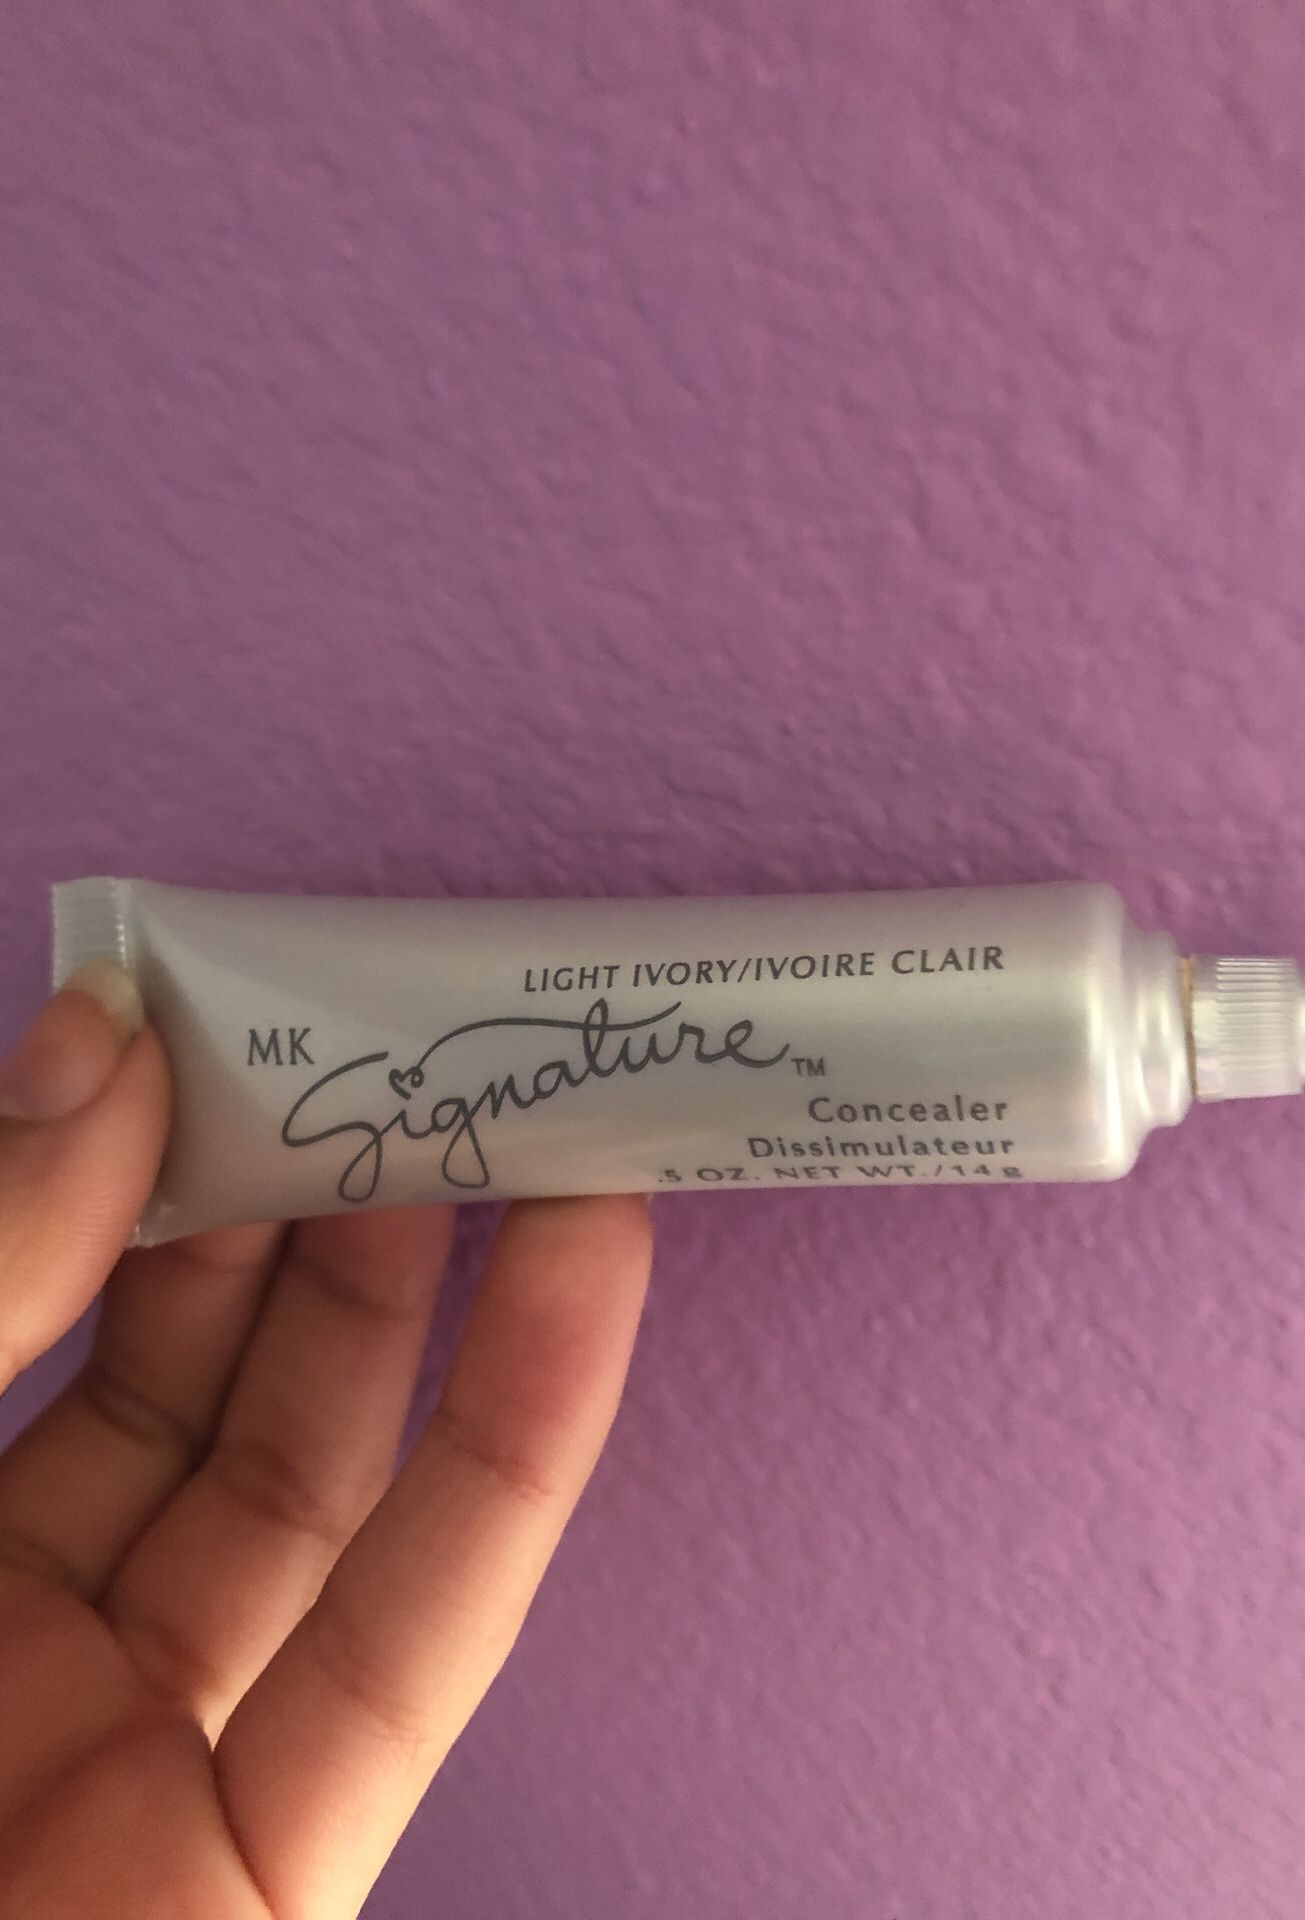 LIGHT IVORY/IVOIRE CLAIR
MK Signature™
Concealer
Dissimulateur
.5 OZ. NET WT./14 g